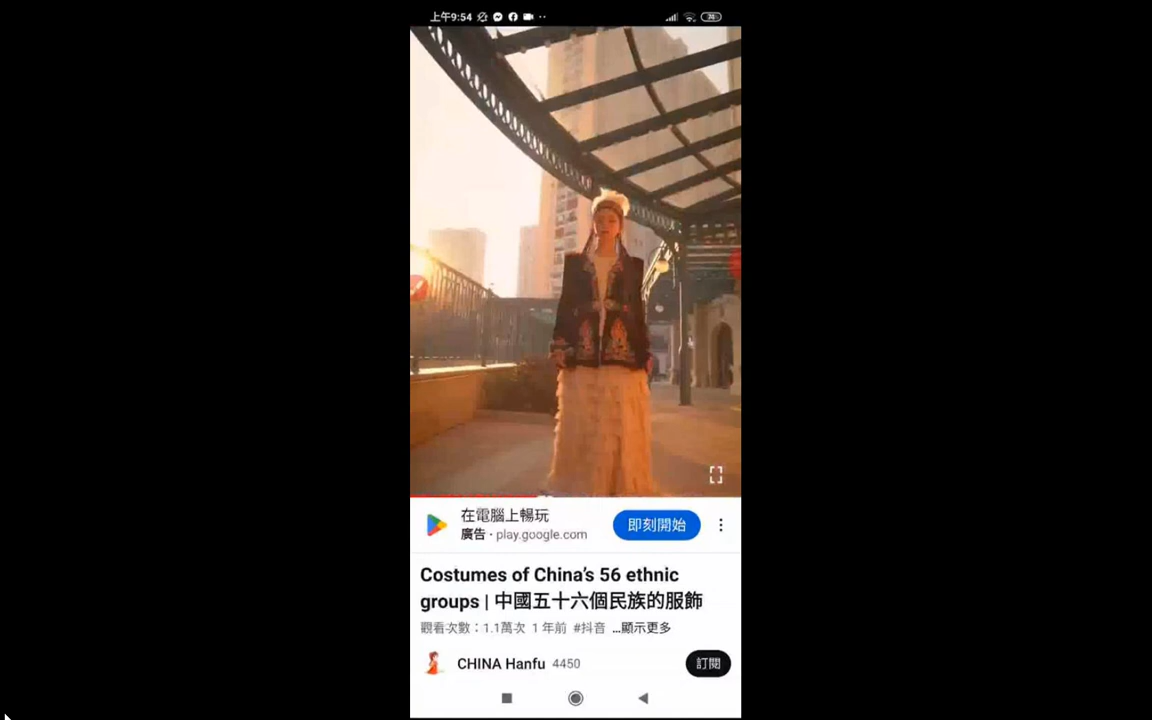 上午9:54
在電腦上暢玩
廣告 · play.google.com
即刻開始
Costumes of China's 56 ethnic
groups | 中國五十六個民族的服飾
觀看次數：1.1萬次 1 年前 #抖音 ...顯示更多
CHINA Hanfu 4450
訂閱